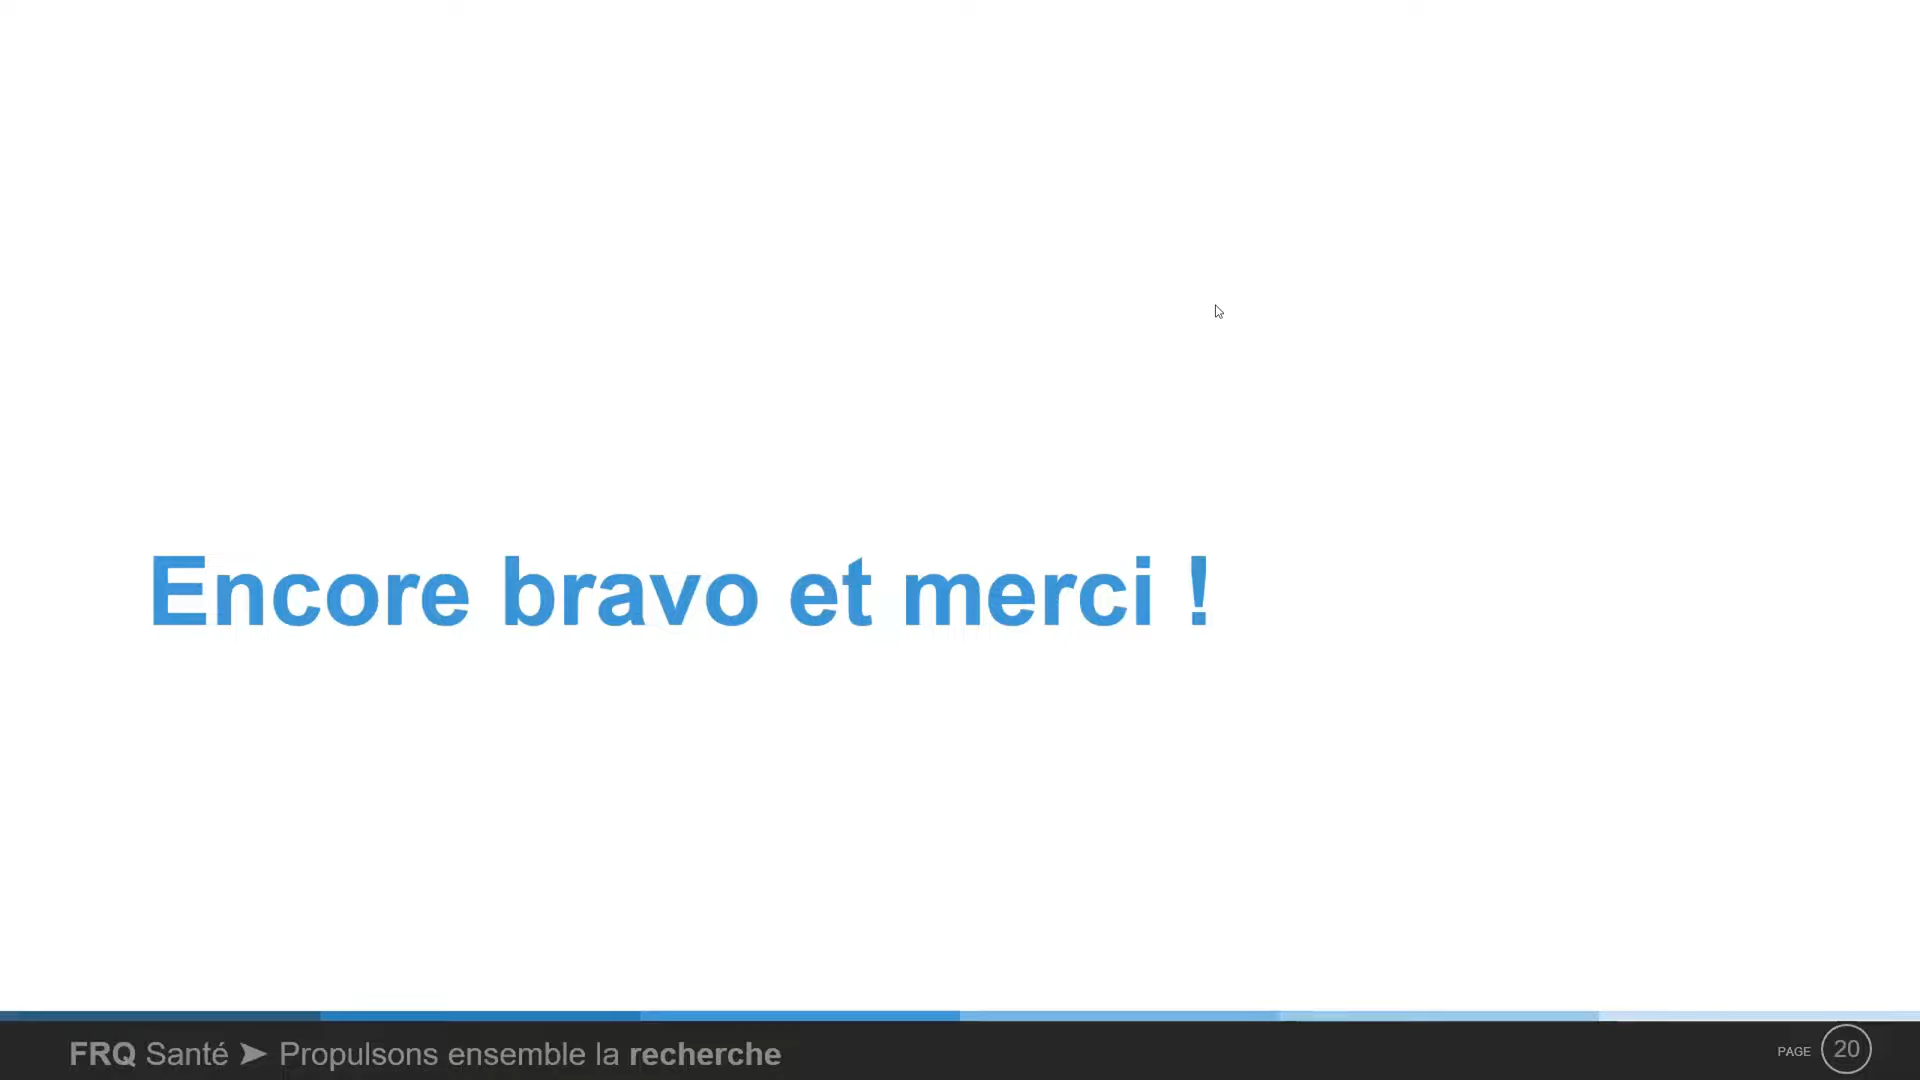 Encore bravo et merci !
FRQ Santé ➤ Propulsons ensemble la recherche
PAGE 20